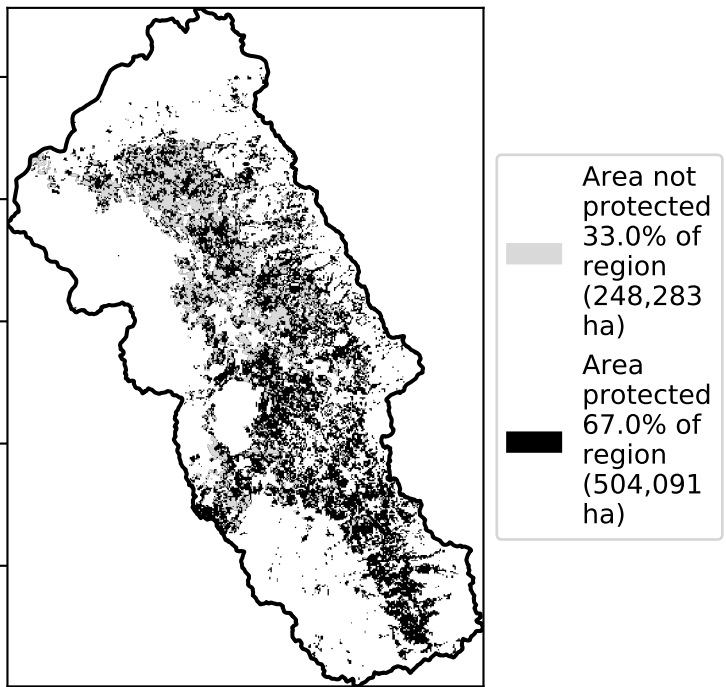 Area not
protected
33.0% of
region
(248,283
ha)
Area
protected
67.0% of
region
(504,091
ha)